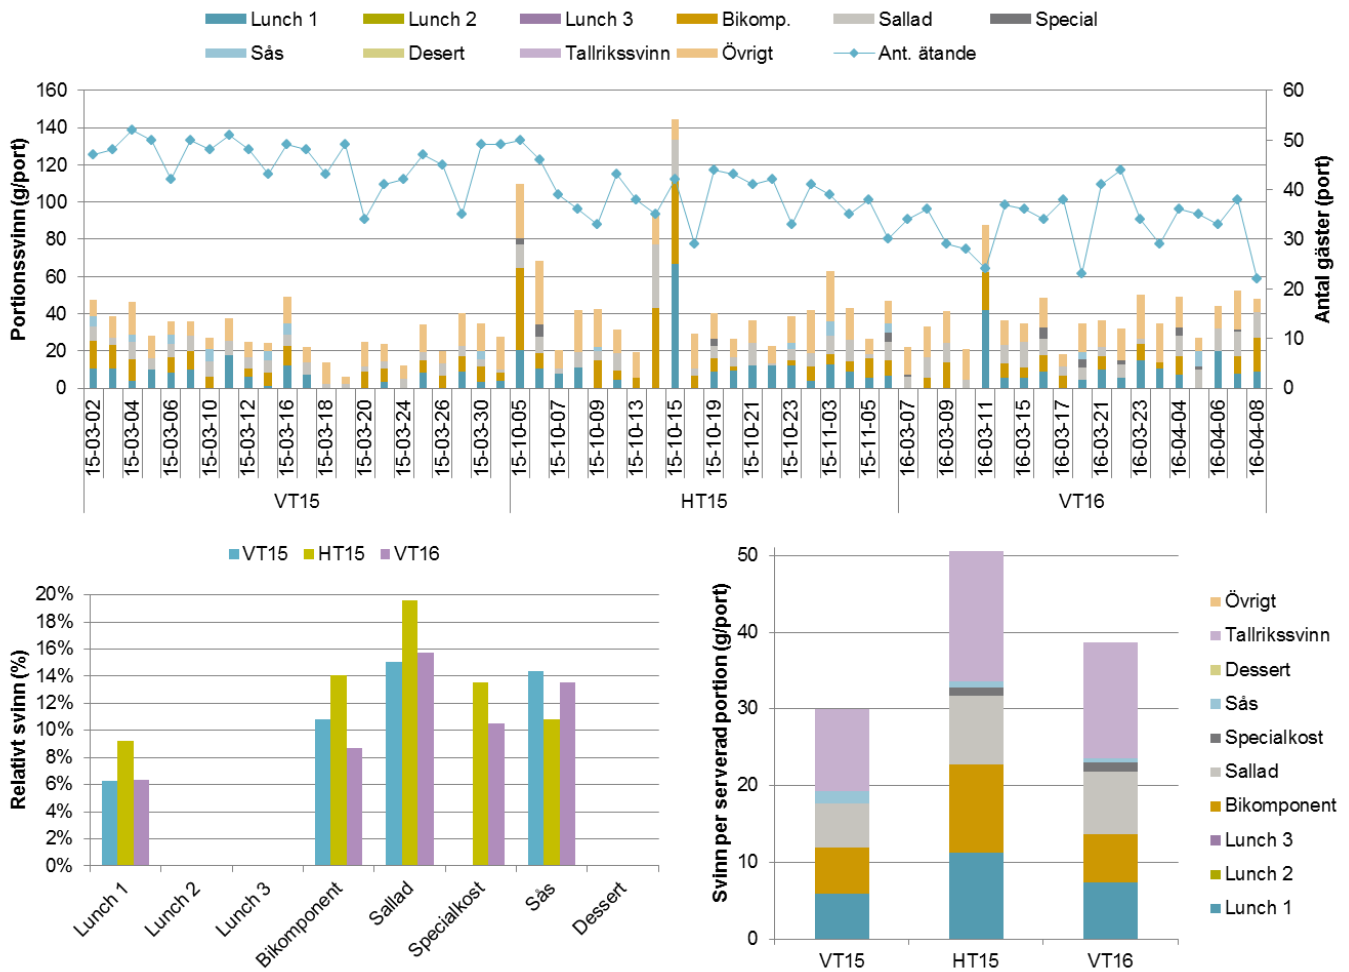 Lunch 1 Lunch 2 Lunch 3 Bikomp. Sallad Special
Sås Desert Tallrikssvinn Övrigt Ant. ätande
Portionssvinn (g/port)
160
140
120
100
80
60
40
20
0
60
50
40
30
20
10
0
Antal gäster (port)
15-03-02 15-03-04 15-03-06 15-03-10 15-03-12 15-03-16 15-03-18 15-03-20 15-03-24 15-03-26 15-03-30 15-10-05 15-10-07 15-10-09 15-10-13 15-10-15 15-10-19 15-10-21 15-10-23 15-11-03 15-11-05 16-03-07 16-03-09 16-03-11 16-03-15 16-03-17 16-03-21 16-03-23 16-04-04 16-04-06 16-04-08
VT15 HT15 VT16
VT15 HT15 VT16
Relativt svinn (%)
20%
18%
16%
14%
12%
10%
8%
6%
4%
2%
0%
Lunch 1 Lunch 2 Lunch 3 Bikomponent Sallad Specialkost Sås Dessert
Svinn per serverad portion (g/port)
50
40
30
20
10
0
VT15 HT15 VT16
Övrigt
Tallrikssvinn
Dessert
Sås
Specialkost
Sallad
Bikomponent
Lunch 3
Lunch 2
Lunch 1